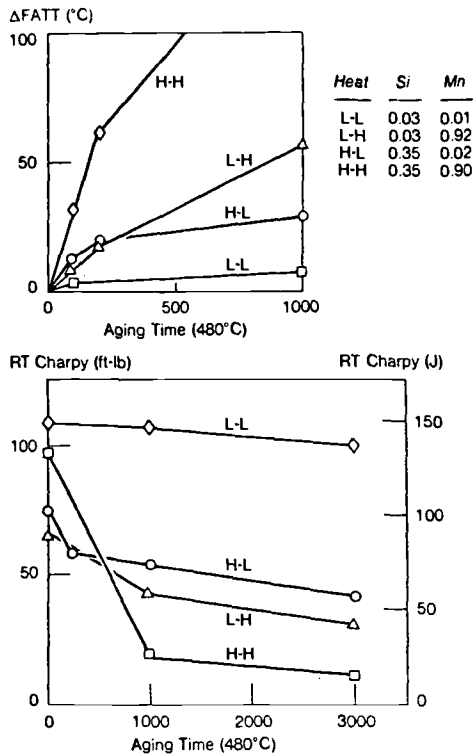 ΔFATT (°C)
100
50
0
H-H
L-H
H-L
L-L
0 500 1000
Aging Time (480°C)
Heat Si Mn
L-L 0.03 0.01
L-H 0.03 0.92
H-L 0.35 0.02
H-H 0.35 0.90
RT Charpy (ft-lb) RT Charpy (J)
100
50
0
L-L
H-L
L-H
H-H
150
100
50
0
0 1000 2000 3000
Aging Time (480°C)